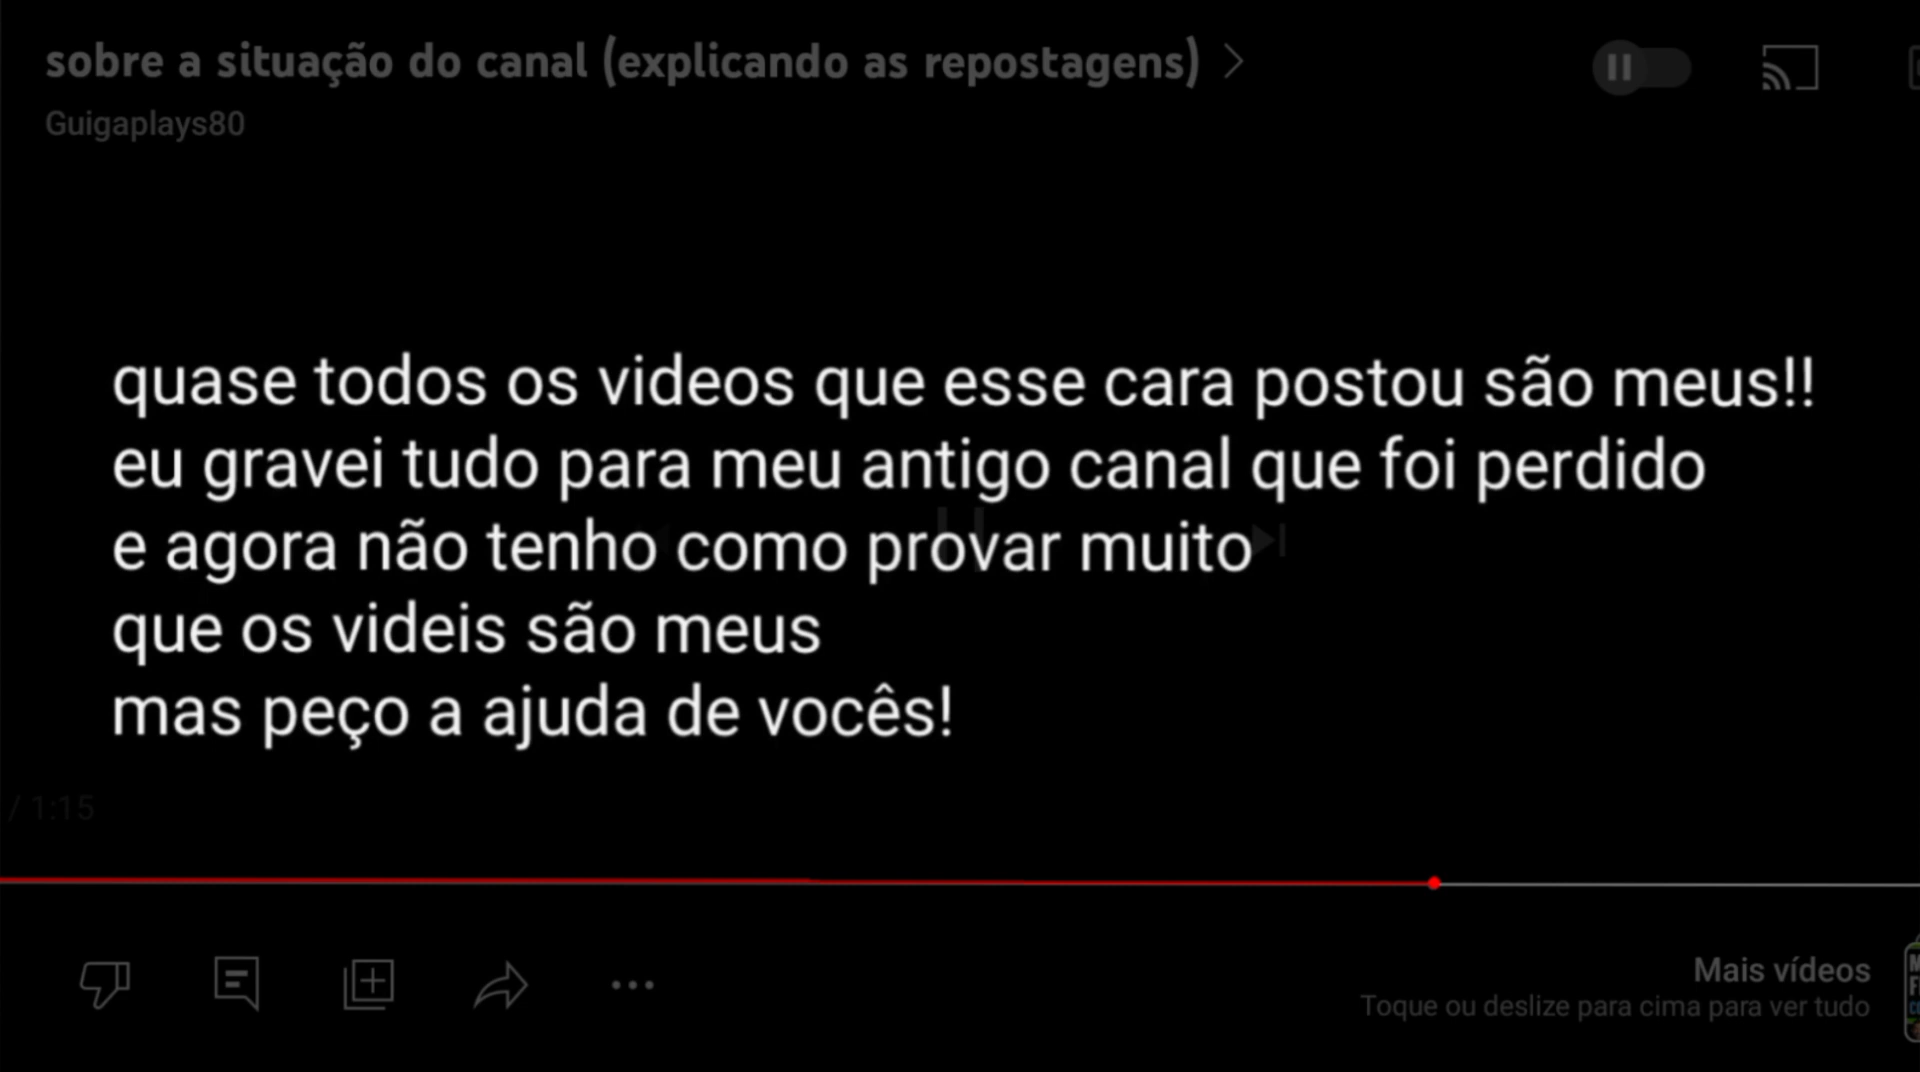 sobre a situação do canal (explicando as repostagens)
Guigaplays80
quase todos os videos que esse cara postou são meus!!
eu gravei tudo para meu antigo canal que foi perdido
e agora não tenho como provar muito
que os videis são meus
mas peço a ajuda de vocês!
/ 1:15
Mais vídeos
Toque ou deslize para cima para ver tudo